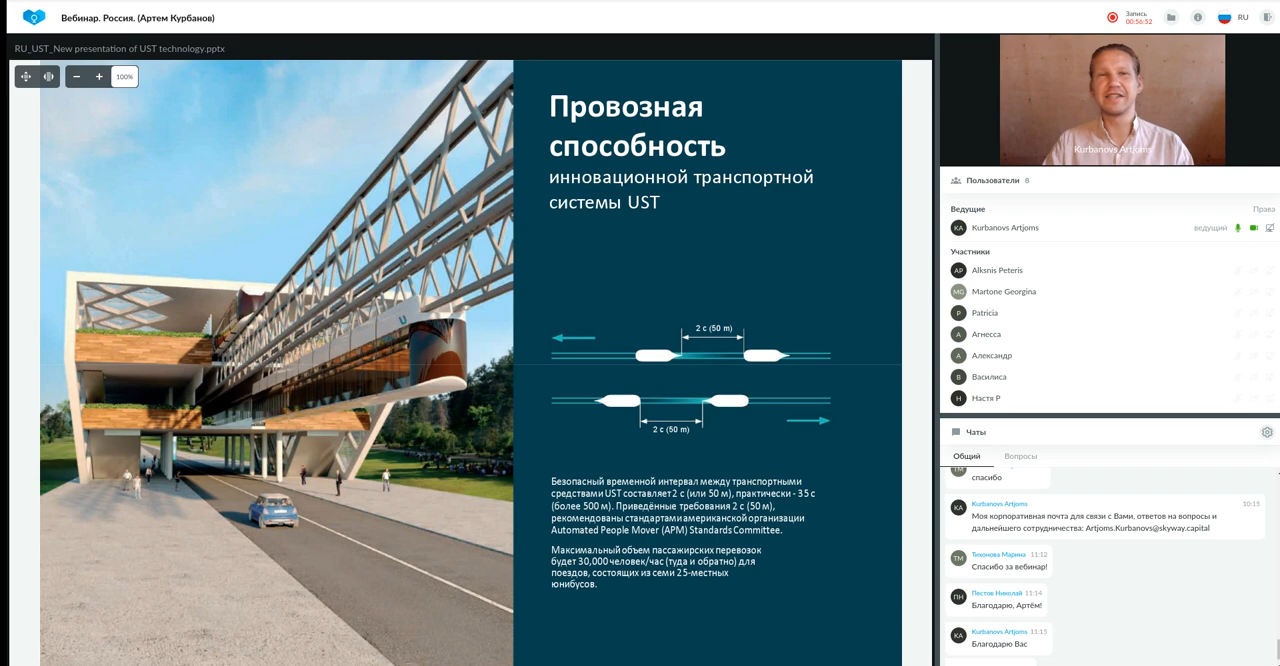 Вебинар. Россия. (Артем Курбанов)
Запись
00:56:52
RU
RU_UST_New presentation of UST technology.pptx
100%
Провозная
способность
инновационной транспортной
системы UST
2 с (50 m)
2 с (50 m)
Безопасный временной интервал между транспортными
средствами UST составляет 2 с (или 50 м), практически - 35 с
(более 500 м). Приведённые требования 2 с (50 м),
рекомендованы стандартами американской организации
Automated People Mover (APM) Standards Committee.
Максимальный объем пассажирских перевозок
будет 30,000 человек/час (туда и обратно) для
поездов, состоящих из семи 25-местных
юнибусов.
Kurbanovs Artjoms
Пользователи 8
Ведущие Права
KA Kurbanovs Artjoms ведущий
Участники
AP Alksnis Peteris
MG Martone Georgina
P Patricia
А Агнесса
А Александр
В Василиса
Н Настя Р
Чаты
Общий Вопросы
ТМ
спасибо
KA Kurbanovs Artjoms 10:15
Моя корпоративная почта для связи с Вами, ответов на вопросы и
дальнейшего сотрудничества: Artjoms.Kurbanovs@skyway.capital
ТМ Тихонова Марина 11:12
Спасибо за вебинар!
ПН Пестов Николай 11:14
Благодарю, Артём!
KA Kurbanovs Artjoms 11:15
Благодарю Вас